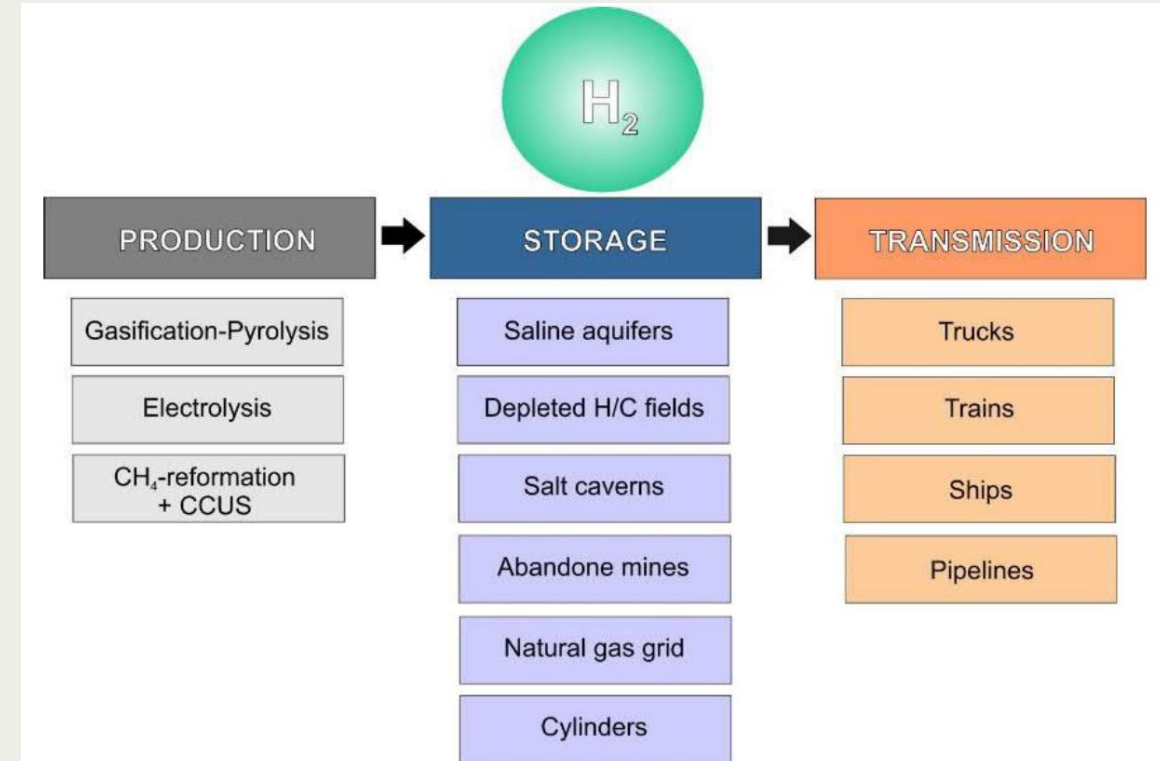 H₂
PRODUCTION
STORAGE
TRANSMISSION
Gasification-Pyrolysis
Electrolysis
CH₄-reformation
+ CCUS
Saline aquifers
Depleted H/C fields
Salt caverns
Abandone mines
Natural gas grid
Cylinders
Trucks
Trains
Ships
Pipelines